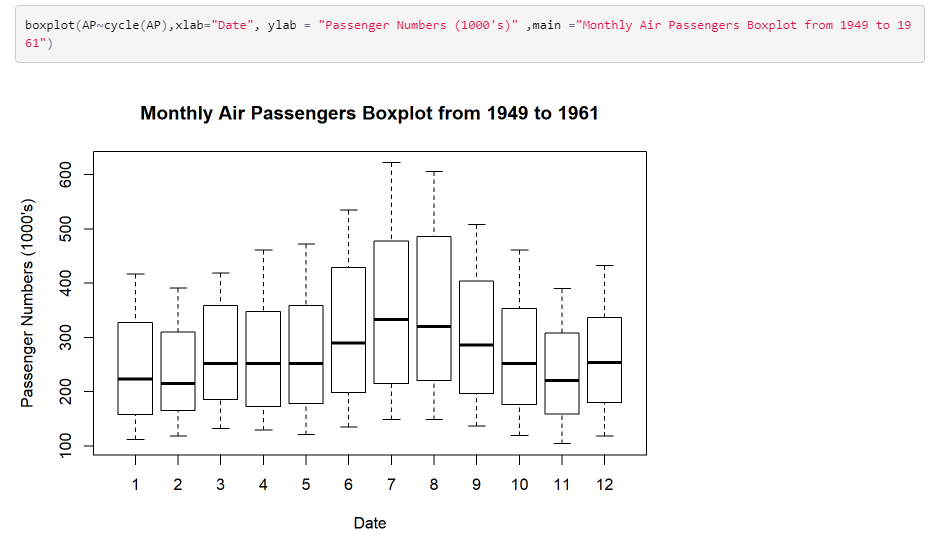 boxplot(AP~cycle(AP),xlab="Date", ylab = "Passenger Numbers (1000's)" ,main ="Monthly Air Passengers Boxplot from 1949 to 19
61")
Monthly Air Passengers Boxplot from 1949 to 1961
Passenger Numbers (1000's)
600
500
400
300
200
100
1 2 3 4 5 6 7 8 9 10 11 12
Date